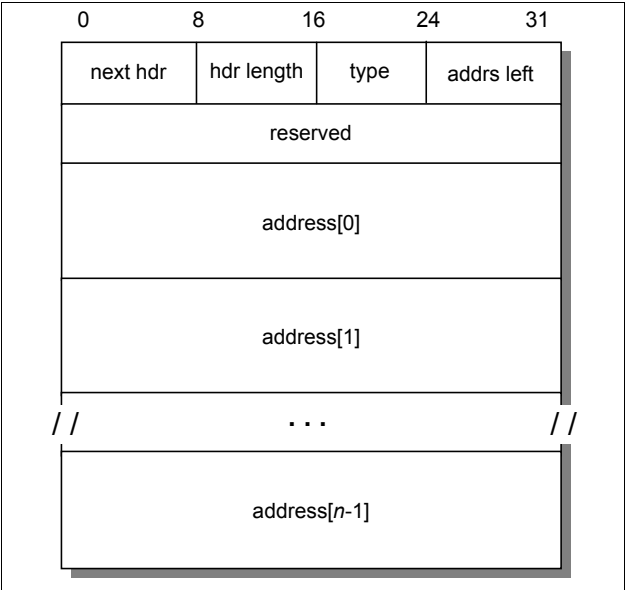 0 8 16 24 31
next hdr hdr length type addrs left
reserved
address[0]
address[1]
// . . . //
address[n-1]